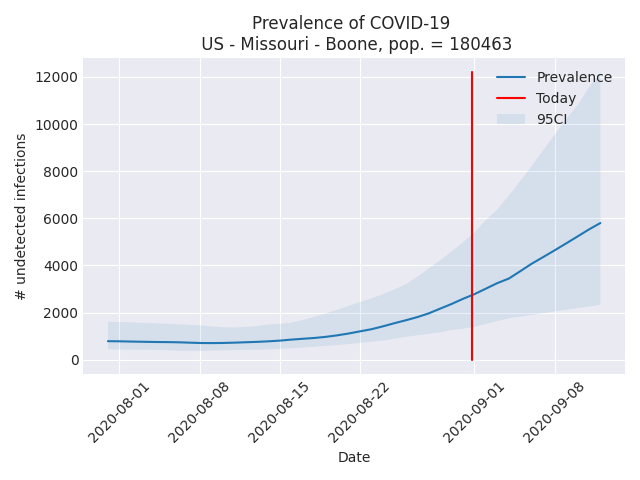 Prevalence of COVID-19
US - Missouri - Boone, pop. = 180463
Prevalence
Today
95CI
# undetected infections
12000
10000
8000
6000
4000
2000
0
2020-08-01
2020-08-08
2020-08-15
2020-08-22
2020-09-01
2020-09-08
Date